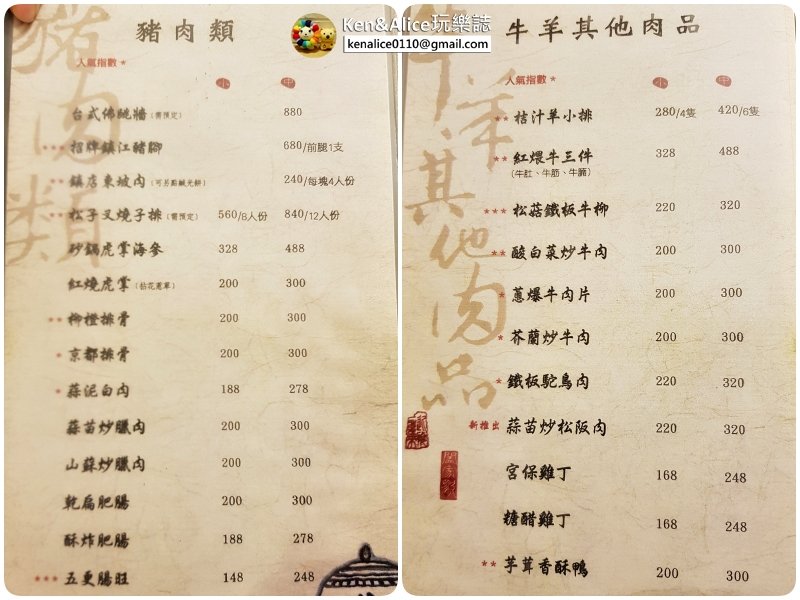 Ken&Alice玩樂誌
kenalice0110@gmail.com
豬肉類
豬肉類
人氣指數 *
小 中
台式佛跳牆(需預定) 880
*** 招牌鎮江豬腳 680/前腿1支
*** 鎮店東坡肉(可另點鹹光餅) 240/每塊4人份
** 松子叉燒子排(需預定) 560/8人份 840/12人份
砂鍋虎掌海參 328 488
紅燒虎掌 200 300
** 柳橙排骨 200 300
* 京都排骨 200 300
* 蒜泥白肉 188 278
蒜苗炒臘肉 200 300
山蘇炒臘肉 200 300
乾扁肥腸 200 300
酥炸肥腸 188 278
*** 五更腸旺 148 248
牛羊其他肉品
牛羊其他肉品
人氣指數 *
小 中
** 桔汁羊小排 280/4隻 420/6隻
** 紅煨牛三件 328 488
(牛肚、牛筋、牛腩)
*** 松菇鐵板牛柳 220 320
** 酸白菜炒牛肉 200 300
* 蔥爆牛肉片 200 300
* 芥蘭炒牛肉 200 300
* 鐵板駝鳥肉 220 320
新推出 蒜苗炒松阪肉 220 320
宮保雞丁 168 248
糖醋雞丁 168 248
** 芋茸香酥鴨 200 300